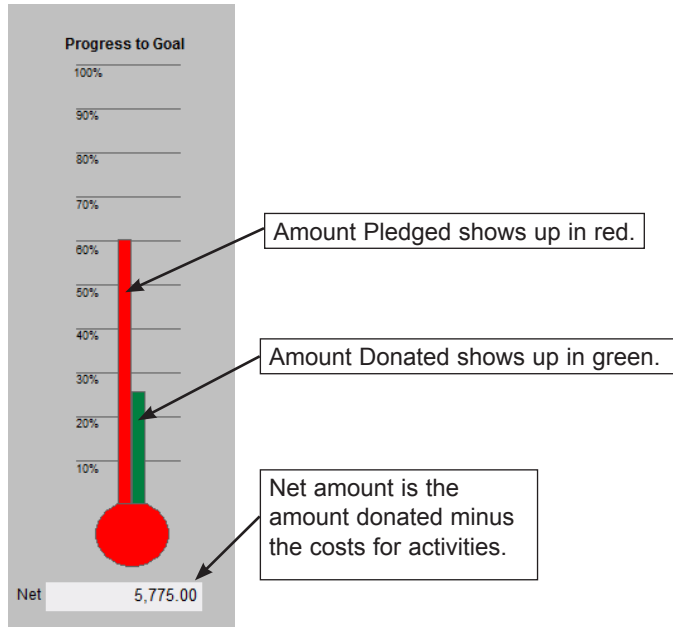 Progress to Goal
100%
90%
80%
70%
Amount Pledged shows up in red.
60%
50%
40%
Amount Donated shows up in green.
30%
20%
10%
Net amount is the
amount donated minus
the costs for activities.
Net 5,775.00